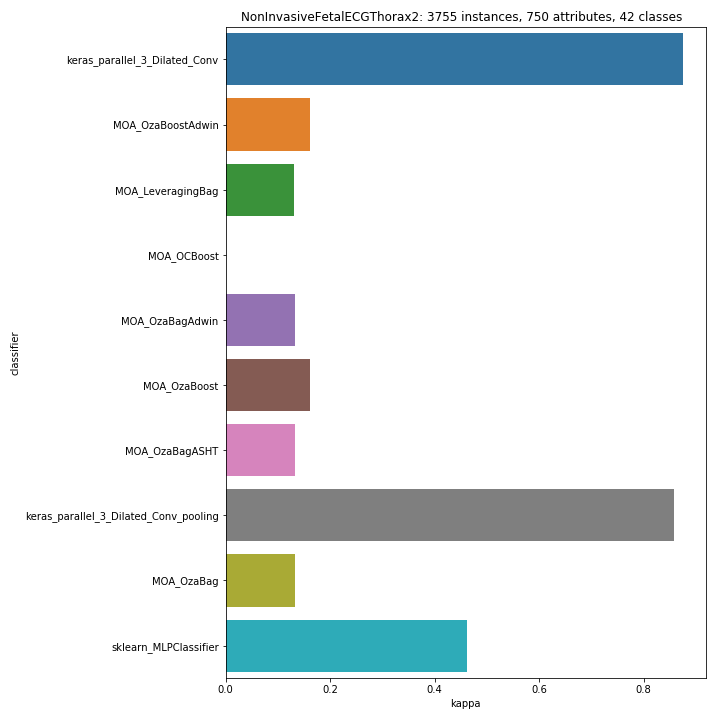 NonInvasiveFetalECGThorax2: 3755 instances, 750 attributes, 42 classes
keras_parallel_3_Dilated_Conv
MOA_OzaBoostAdwin
MOA_LeveragingBag
MOA_OCBoost
MOA_OzaBagAdwin
classifier
MOA_OzaBoost
MOA_OzaBagASHT
keras_parallel_3_Dilated_Conv_pooling
MOA_OzaBag
sklearn_MLPClassifier
0.0 0.2 0.4 0.6 0.8
kappa